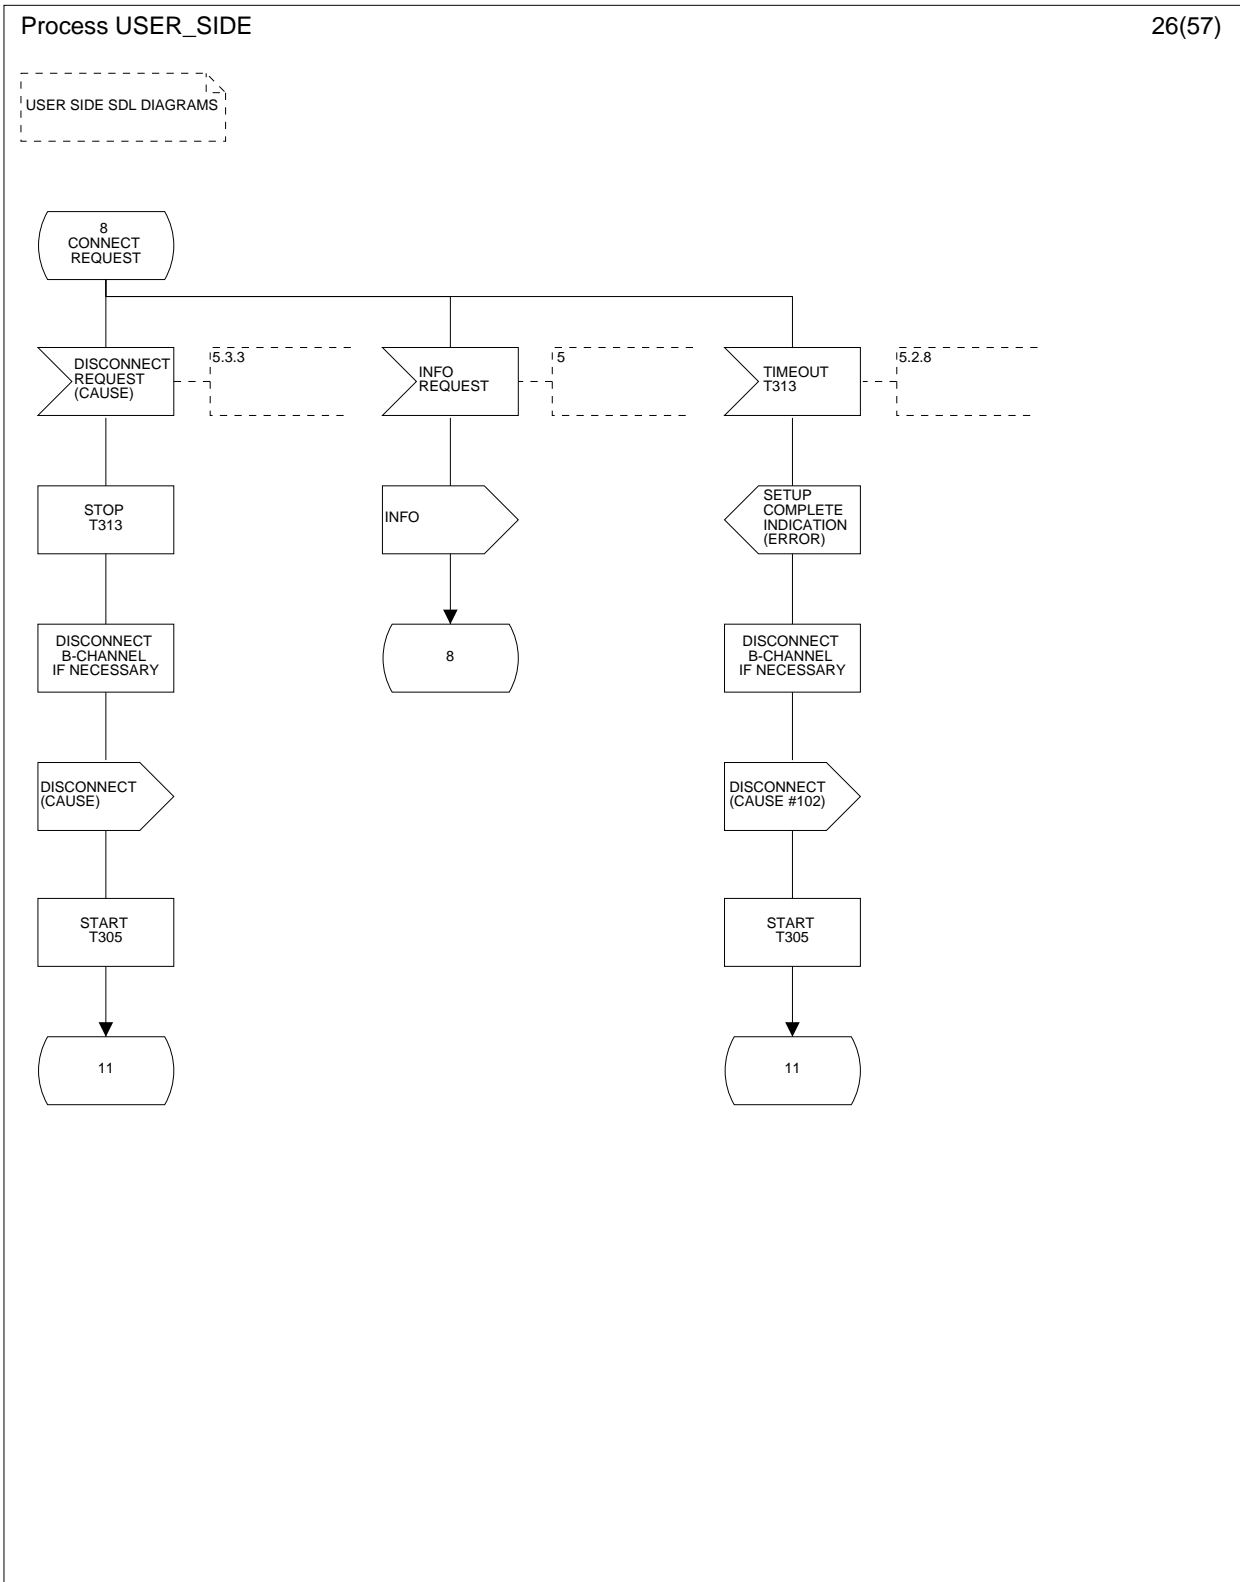 Process USER_SIDE
26(57)
USER SIDE SDL DIAGRAMS
8
CONNECT
REQUEST
DISCONNECT
REQUEST
(CAUSE)
5.3.3
INFO
REQUEST
5
TIMEOUT
T313
5.2.8
STOP
T313
INFO
SETUP
COMPLETE
INDICATION
(ERROR)
DISCONNECT
B-CHANNEL
IF NECESSARY
8
DISCONNECT
B-CHANNEL
IF NECESSARY
DISCONNECT
(CAUSE)
DISCONNECT
(CAUSE #102)
START
T305
START
T305
11
11